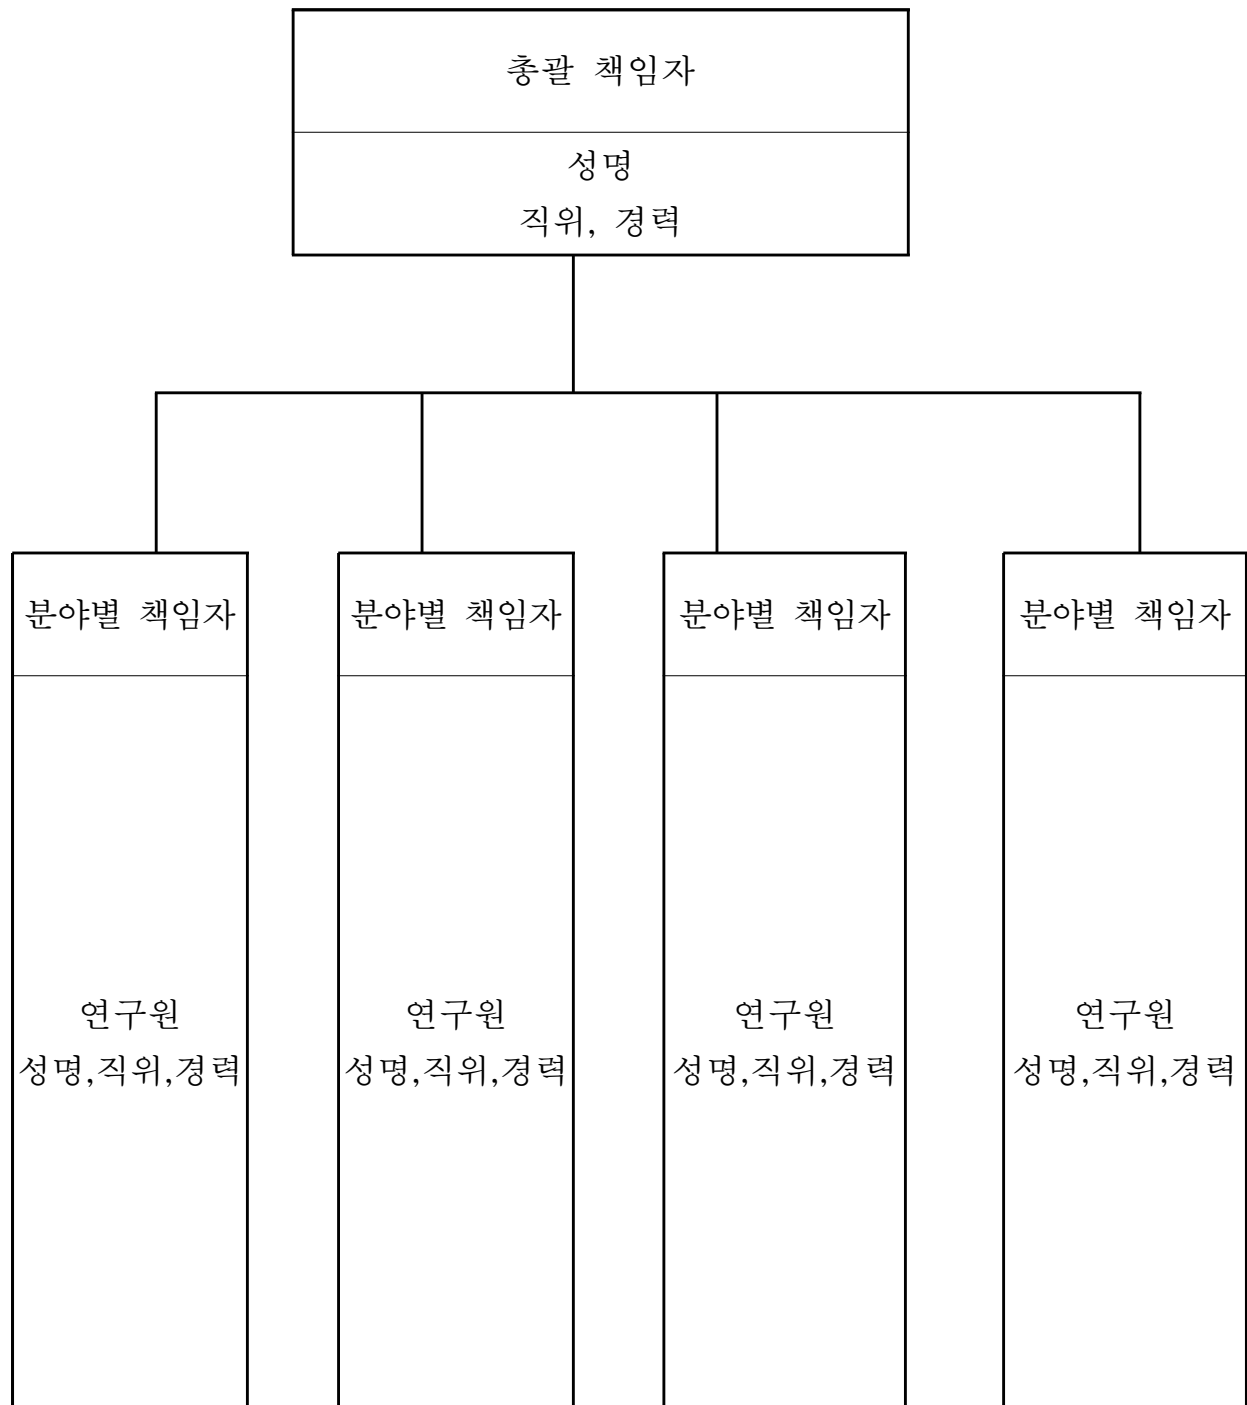 총괄 책임자
성명
직위, 경력
분야별 책임자
분야별 책임자
분야별 책임자
분야별 책임자
연구원
성명,직위,경력
연구원
성명,직위,경력
연구원
성명,직위,경력
연구원
성명,직위,경력